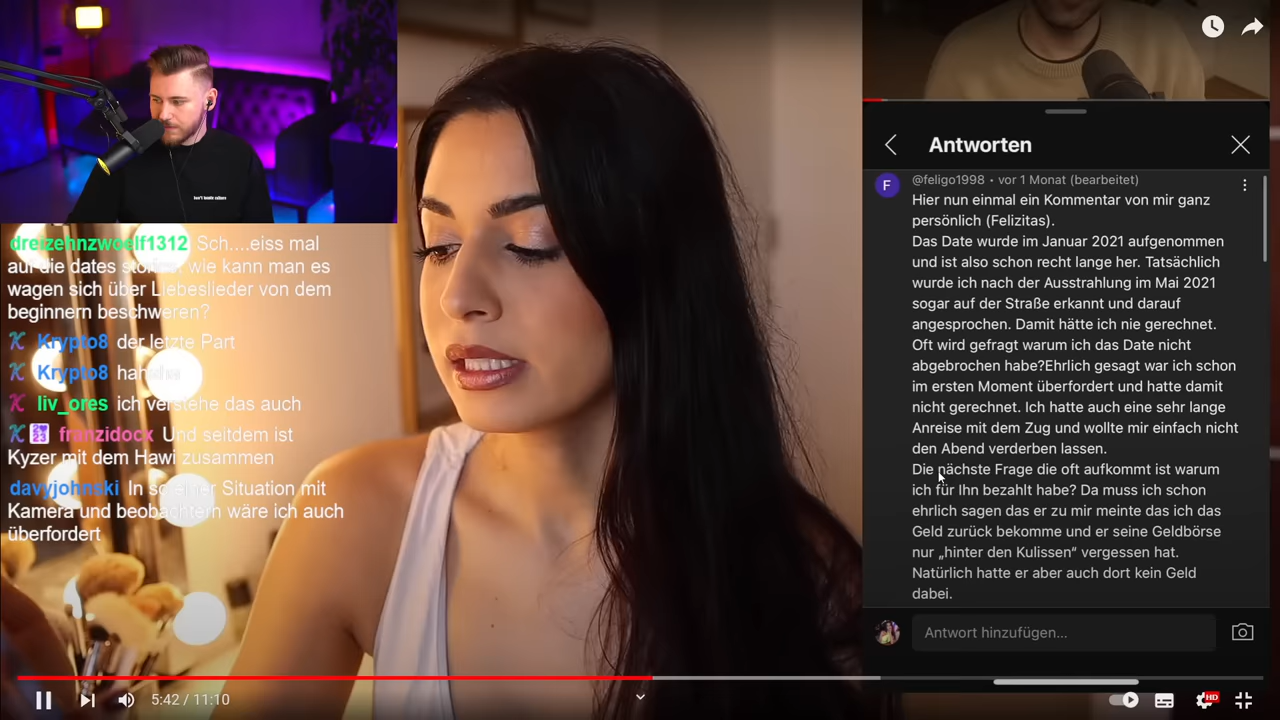 dreizehnzwoelf1312 Sch....eiss mal
auf die dates stories. wie kann man es
wagen sich über Liebeslieder von dem
beginnern beschweren?
Krypto8 der letzte Part
Krypto8 hahaha
liv_ores ich verstehe das auch
franzidocx Und seitdem ist
Kyzer mit dem Hawi zusammen
davyjohnski In so einer Situation mit
Kamera und beobachtern wäre ich auch
überfordert
Antworten
F
@feligo1998 • vor 1 Monat (bearbeitet)
Hier nun einmal ein Kommentar von mir ganz
persönlich (Felizitas).
Das Date wurde im Januar 2021 aufgenommen
und ist also schon recht lange her. Tatsächlich
wurde ich nach der Ausstrahlung im Mai 2021
sogar auf der Straße erkannt und darauf
angesprochen. Damit hätte ich nie gerechnet.
Oft wird gefragt warum ich das Date nicht
abgebrochen habe?Ehrlich gesagt war ich schon
im ersten Moment überfordert und hatte damit
nicht gerechnet. Ich hatte auch eine sehr lange
Anreise mit dem Zug und wollte mir einfach nicht
den Abend verderben lassen.
Die nächste Frage die oft aufkommt ist warum
ich für Ihn bezahlt habe? Da muss ich schon
ehrlich sagen das er zu mir meinte das ich das
Geld zurück bekomme und er seine Geldbörse
nur „hinter den Kulissen“ vergessen hat.
Natürlich hatte er aber auch dort kein Geld
dabei.
Antwort hinzufügen...
5:42 / 11:10
HD